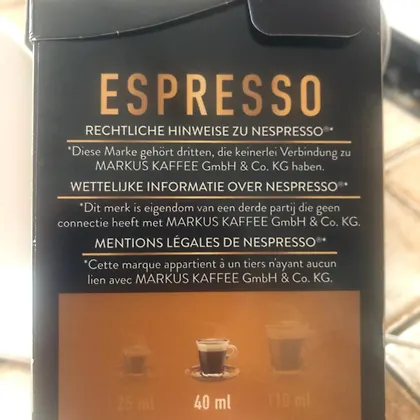 ESPRESSO
RECHTLICHE HINWEISE ZU NESPRESSO®*
*Diese Marke gehört dritten, die keinerlei Verbindung zu
MARKUS KAFFEE GmbH & Co. KG haben.
WETTELIJKE INFORMATIE OVER NESPRESSO®*
*Dit merk is eigendom van een derde partij die geen
connectie heeft met MARKUS KAFFEE GmbH & Co. KG.
MENTIONS LÉGALES DE NESPRESSO®*
*Cette marque appartient à un tiers n'ayant aucun
lien avec MARKUS KAFFEE GmbH & Co. KG.
25 ml 40 ml 110 ml